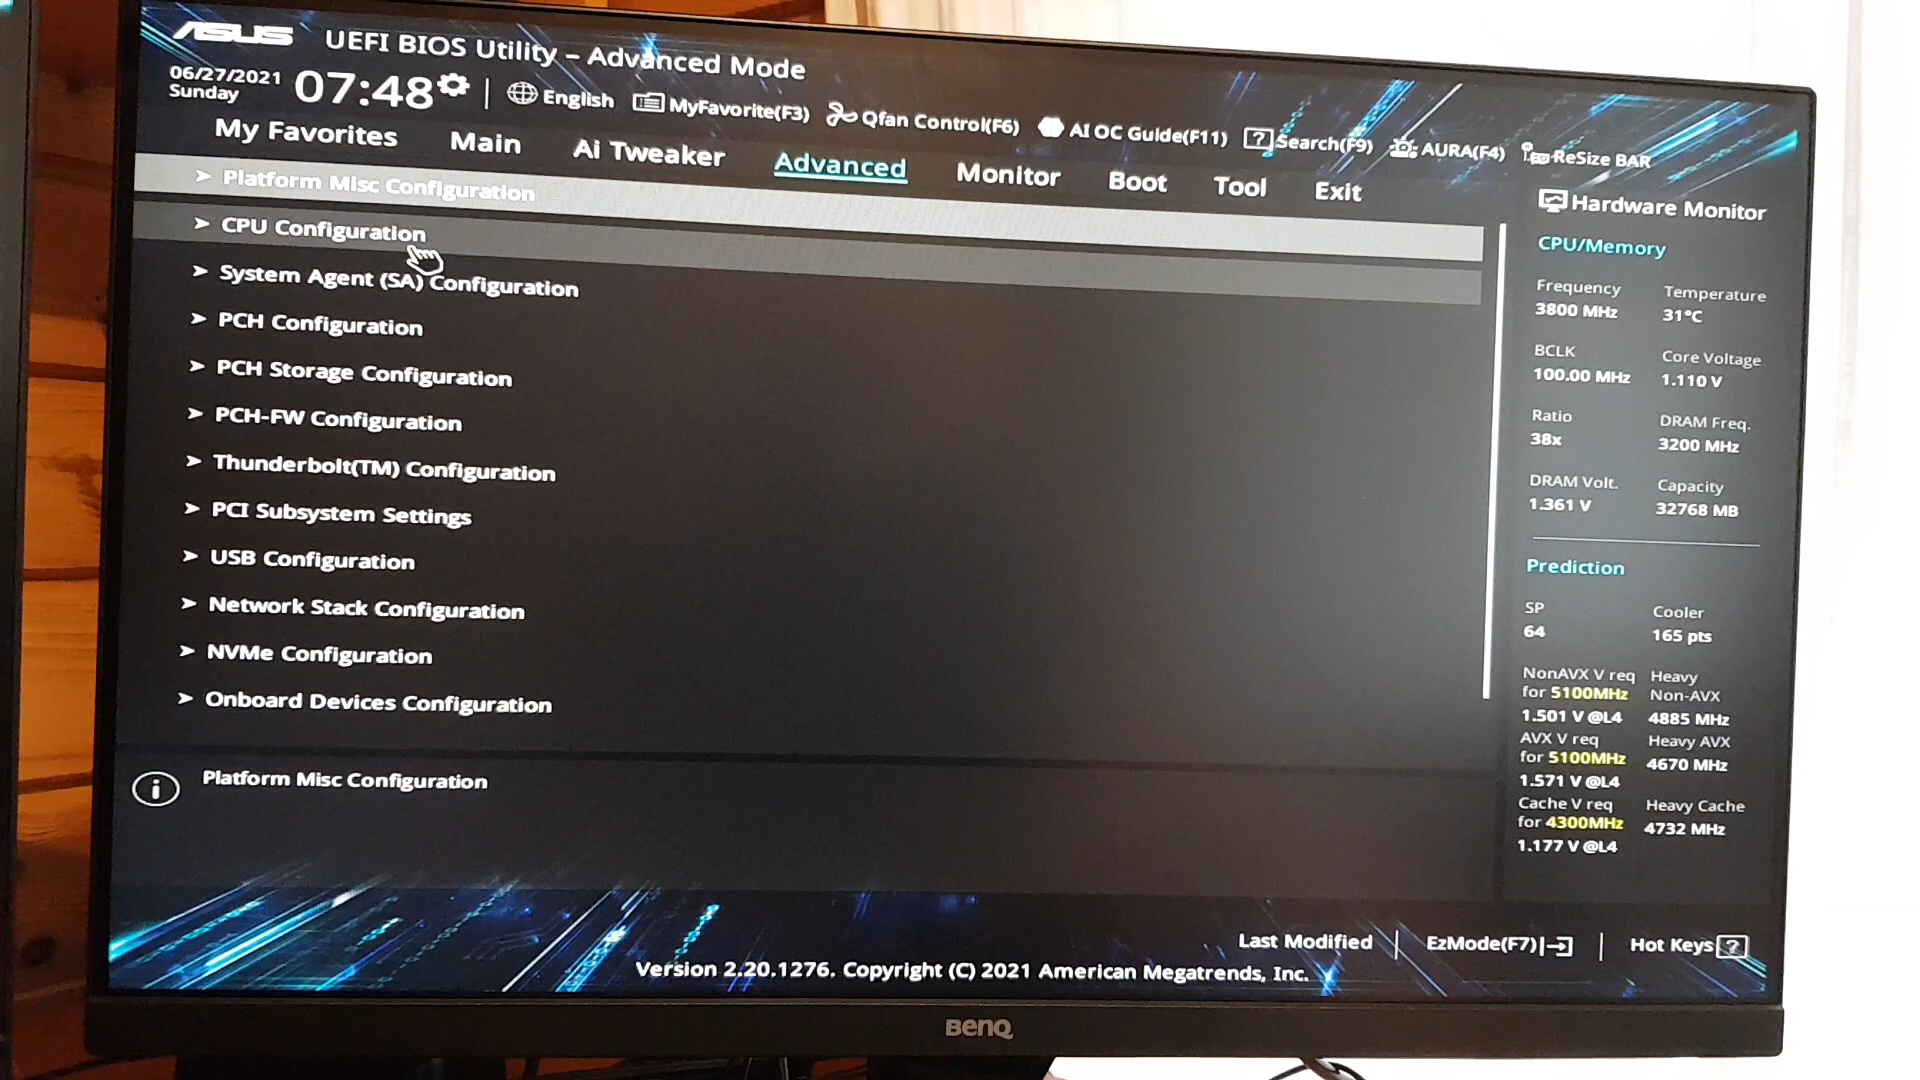 ASUS UEFI BIOS Utility – Advanced Mode
06/27/2021
Sunday
07:48
English
MyFavorite(F3)
Qfan Control(F6)
AI OC Guide(F11)
Search(F9)
AURA(F4)
ReSize BAR
My Favorites
Main
Ai Tweaker
Advanced
Monitor
Boot
Tool
Exit
> Platform Misc Configuration
> CPU Configuration
> System Agent (SA) Configuration
> PCH Configuration
> PCH Storage Configuration
> PCH-FW Configuration
> Thunderbolt(TM) Configuration
> PCI Subsystem Settings
> USB Configuration
> Network Stack Configuration
> NVMe Configuration
> Onboard Devices Configuration
Platform Misc Configuration
Hardware Monitor
CPU/Memory
Frequency Temperature
3800 MHz 31°C
BCLK Core Voltage
100.00 MHz 1.110 V
Ratio DRAM Freq.
38x 3200 MHz
DRAM Volt. Capacity
1.361 V 32768 MB
Prediction
SP Cooler
64 165 pts
NonAVX V req Heavy
for 5100MHz Non-AVX
1.501 V @L4 4885 MHz
AVX V req Heavy AVX
for 5100MHz 4670 MHz
1.571 V @L4
Cache V req Heavy Cache
for 4300MHz 4732 MHz
1.177 V @L4
Last Modified
EzMode(F7)
Hot Keys ?
Version 2.20.1276. Copyright (C) 2021 American Megatrends, Inc.
BenQ